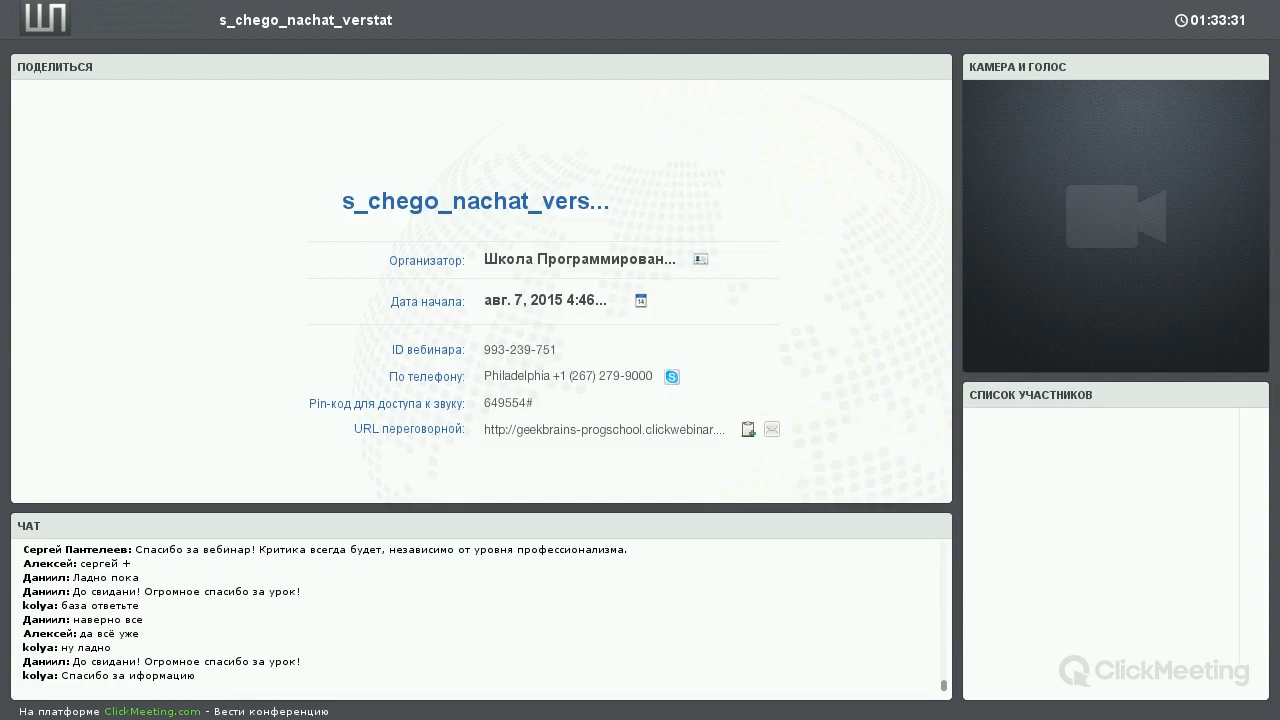 ШП
s_chego_nachat_verstat
01:33:31
ПОДЕЛИТЬСЯ
s_chego_nachat_vers...
Организатор: Школа Программирован...
Дата начала: авг. 7, 2015 4:46...
14
ID вебинара: 993-239-751
По телефону: Philadelphia +1 (267) 279-9000
Pin-код для доступа к звуку: 649554#
URL переговорной: http://geekbrains-progschool.clickwebinar....
КАМЕРА И ГОЛОС
СПИСОК УЧАСТНИКОВ
ClickMeeting
ЧАТ
Сергей Пантелеев: Спасибо за вебинар! Критика всегда будет, независимо от уровня профессионализма.
Алексей: сергей +
Даниил: Ладно пока
Даниил: До свидани! Огромное спасибо за урок!
kolya: база ответьте
Даниил: наверно все
Алексей: да всё уже
kolya: ну ладно
Даниил: До свидани! Огромное спасибо за урок!
kolya: Спасибо за иформацию
На платформе ClickMeeting.com - Вести конференцию